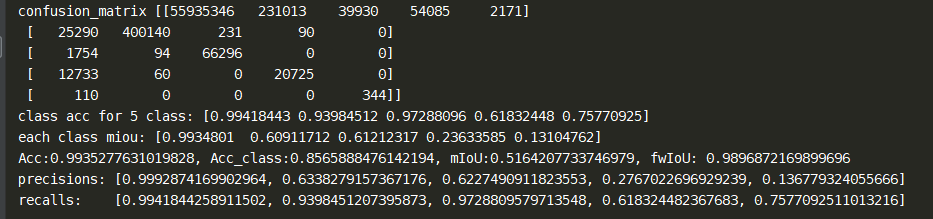 confusion_matrix [[55935346 231013 39930 54085 2171]
[ 25290 400140 231 90 0]
[ 1754 94 66296 0 0]
[ 12733 60 0 20725 0]
[ 110 0 0 0 344]]
class acc for 5 class: [0.99418443 0.93984512 0.97288096 0.61832448 0.75770925]
each class miou: [0.9934801 0.60911712 0.61212317 0.23633585 0.13104762]
Acc:0.9935277631019828, Acc_class:0.8565888476142194, mIoU:0.5164207733746979, fwIoU: 0.9896872169899696
precisions: [0.9992874169902964, 0.6338279157367176, 0.6227490911823553, 0.2767022696929239, 0.136779324055666]
recalls: [0.9941844258911502, 0.9398451207395873, 0.9728809579713548, 0.618324482367683, 0.7577092511013216]